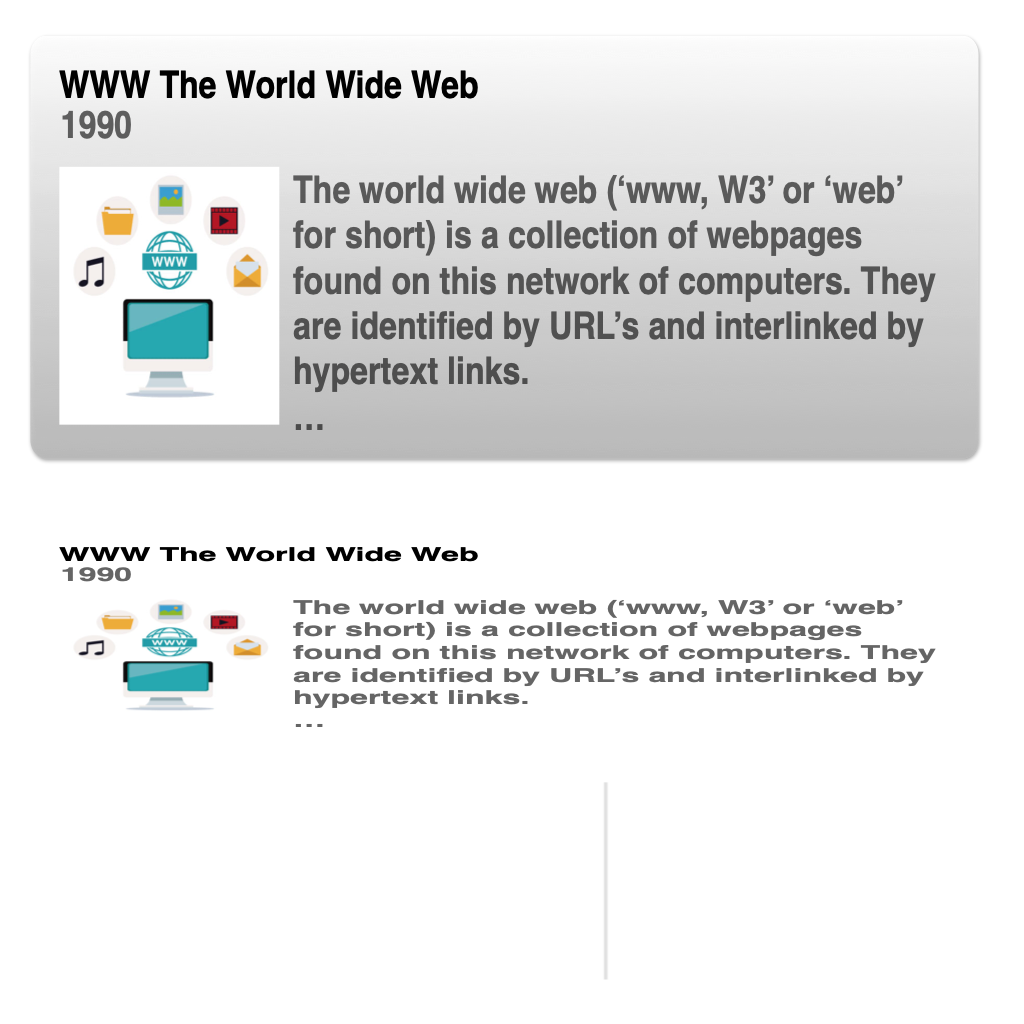 WWW The World Wide Web
1990
The world wide web (‘www, W3’ or ‘web’
for short) is a collection of webpages
found on this network of computers. They
are identified by URL’s and interlinked by
hypertext links.
...
WWW
WWW The World Wide Web
1990
The world wide web (‘www, W3’ or ‘web’
for short) is a collection of webpages
found on this network of computers. They
are identified by URL’s and interlinked by
hypertext links.
...
WWW